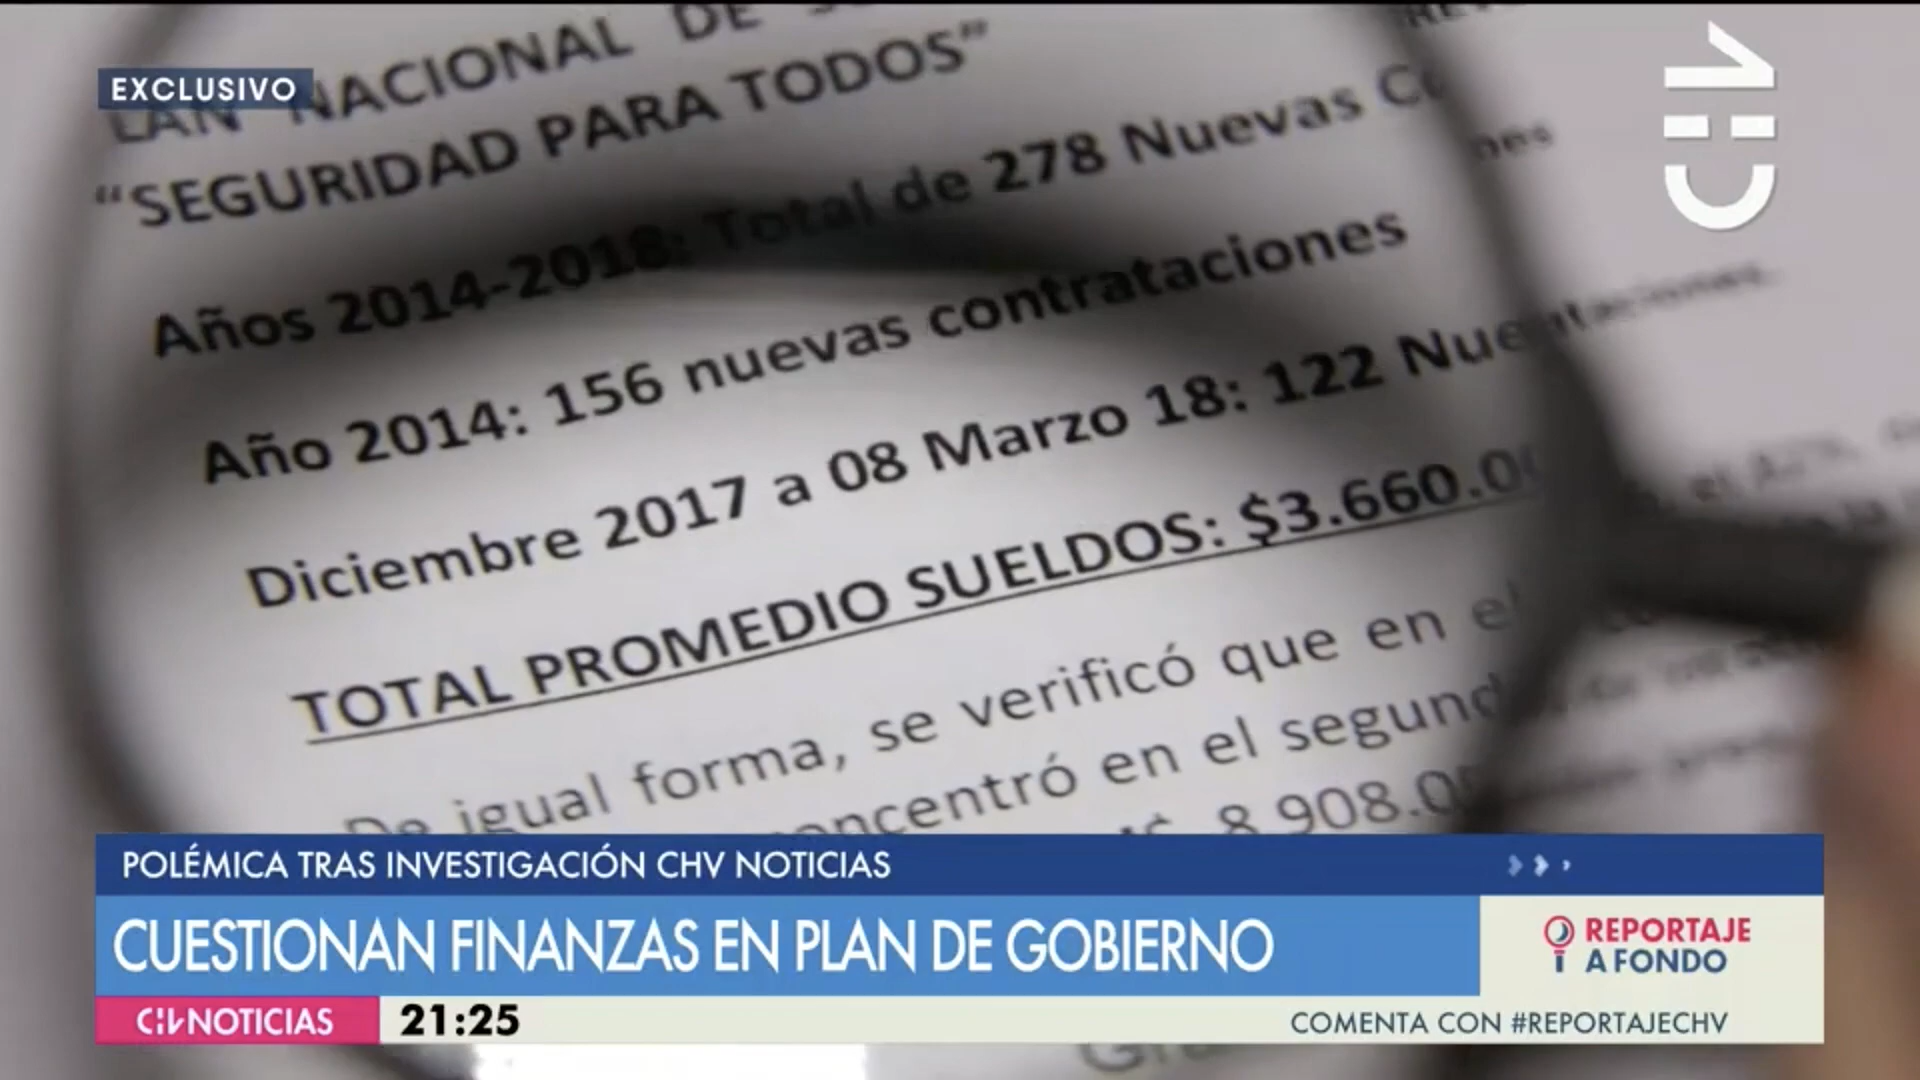 EXCLUSIVO
CHV
NACIONAL DE
“SEGURIDAD PARA TODOS”
Años 2014-2018: Total de 278 Nuevas
Año 2014: 156 nuevas contrataciones
Diciembre 2017 a 08 Marzo 18: 122
TOTAL PROMEDIO SUELDOS: $3.660.0
De igual forma, se verificó que en el
en el segund
8.908.0
POLÉMICA TRAS INVESTIGACIÓN CHV NOTICIAS
CUESTIONAN FINANZAS EN PLAN DE GOBIERNO
REPORTAJE
A FONDO
CHV NOTICIAS 21:25 COMENTA CON #REPORTAJECHV